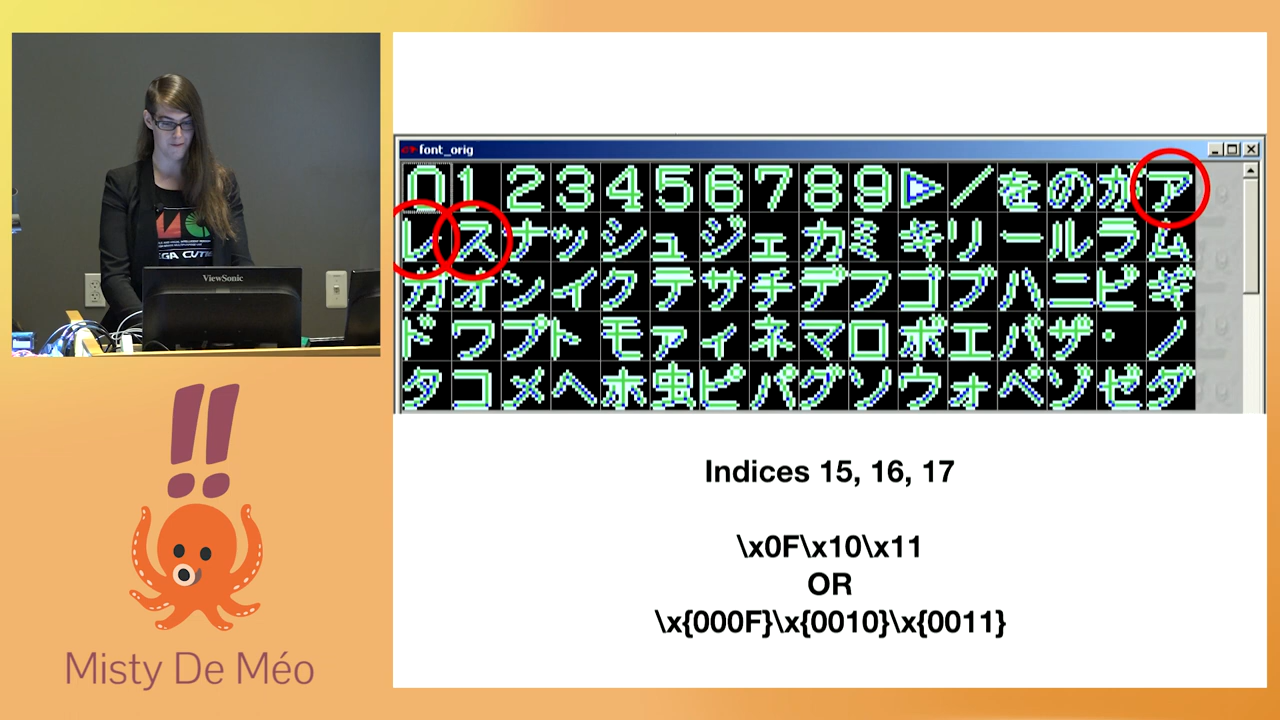 ViewSonic
!!
Misty De Méo
font_orig
0123456789▷/をのがア
レスナッシュジェカミキリールラム
ガオンイクテサチデフゴブハニビギ
ドワプトモァィネマロボエバザ・ノ
タコメヘホ虫ピパグソウォペゾゼダ
Indices 15, 16, 17
\x0F\x10\x11
OR
\x{000F}\x{0010}\x{0011}